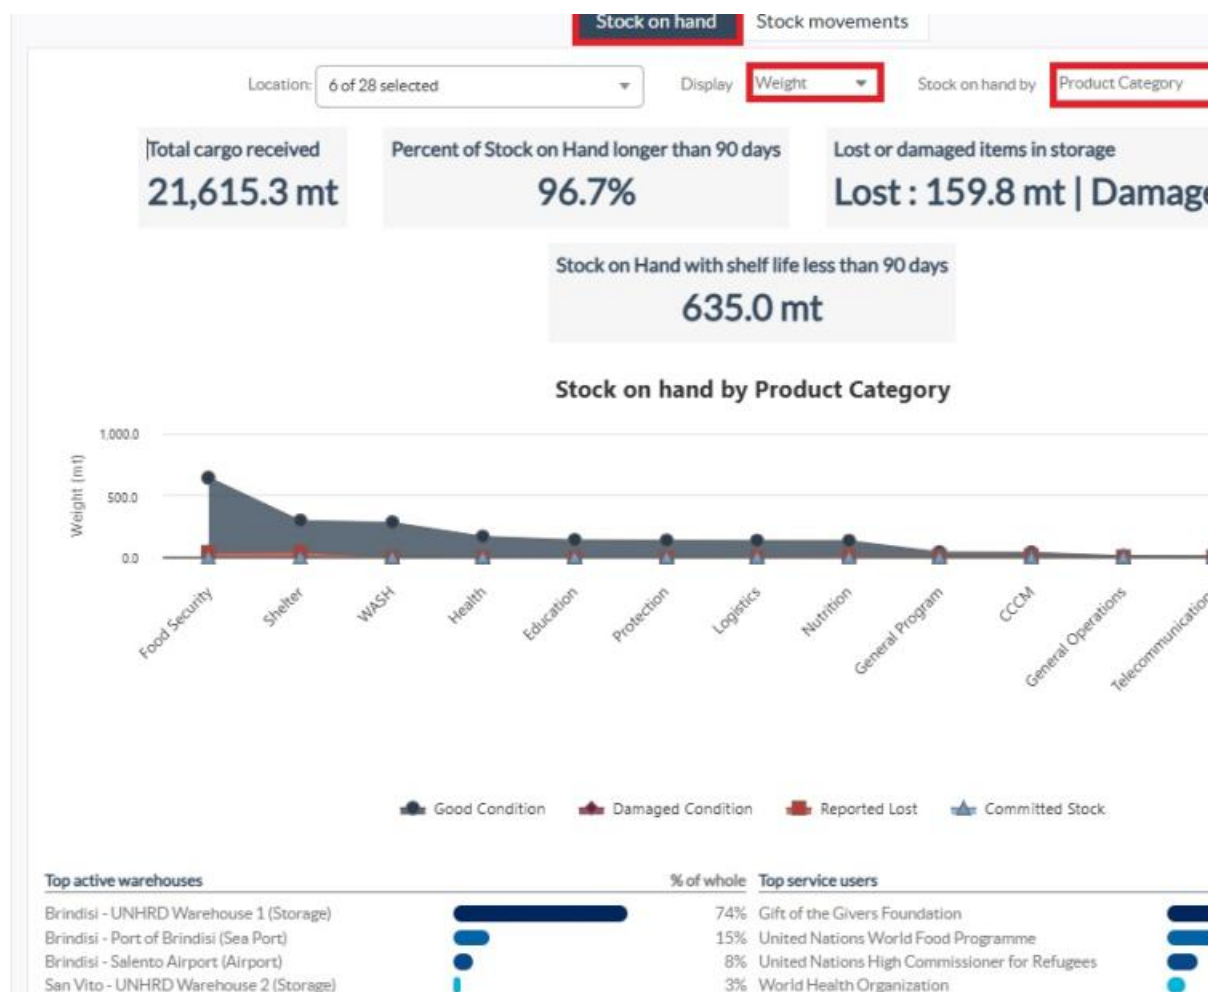 Stock on hand
Stock movements
Location: 6 of 28 selected
Display Weight
Stock on hand by Product Category
Total cargo received
21,615.3 mt
Percent of Stock on Hand longer than 90 days
96.7%
Lost or damaged items in storage
Lost : 159.8 mt | Damage
Stock on Hand with shelf life less than 90 days
635.0 mt
Stock on hand by Product Category
Weight (mt)
1,000.0
500.0
0.0
Food Security
Shelter
WASH
Health
Education
Protection
Logistics
Nutrition
General Program
CCCM
General Operations
Telecommunication
Good Condition
Damaged Condition
Reported Lost
Committed Stock
Top active warehouses % of whole
Brindisi - UNHRD Warehouse 1 (Storage) 74%
Brindisi - Port of Brindisi (Sea Port) 15%
Brindisi - Salento Airport (Airport) 8%
San Vito - UNHRD Warehouse 2 (Storage) 3%
Top service users
Gift of the Givers Foundation
United Nations World Food Programme
United Nations High Commissioner for Refugees
World Health Organization